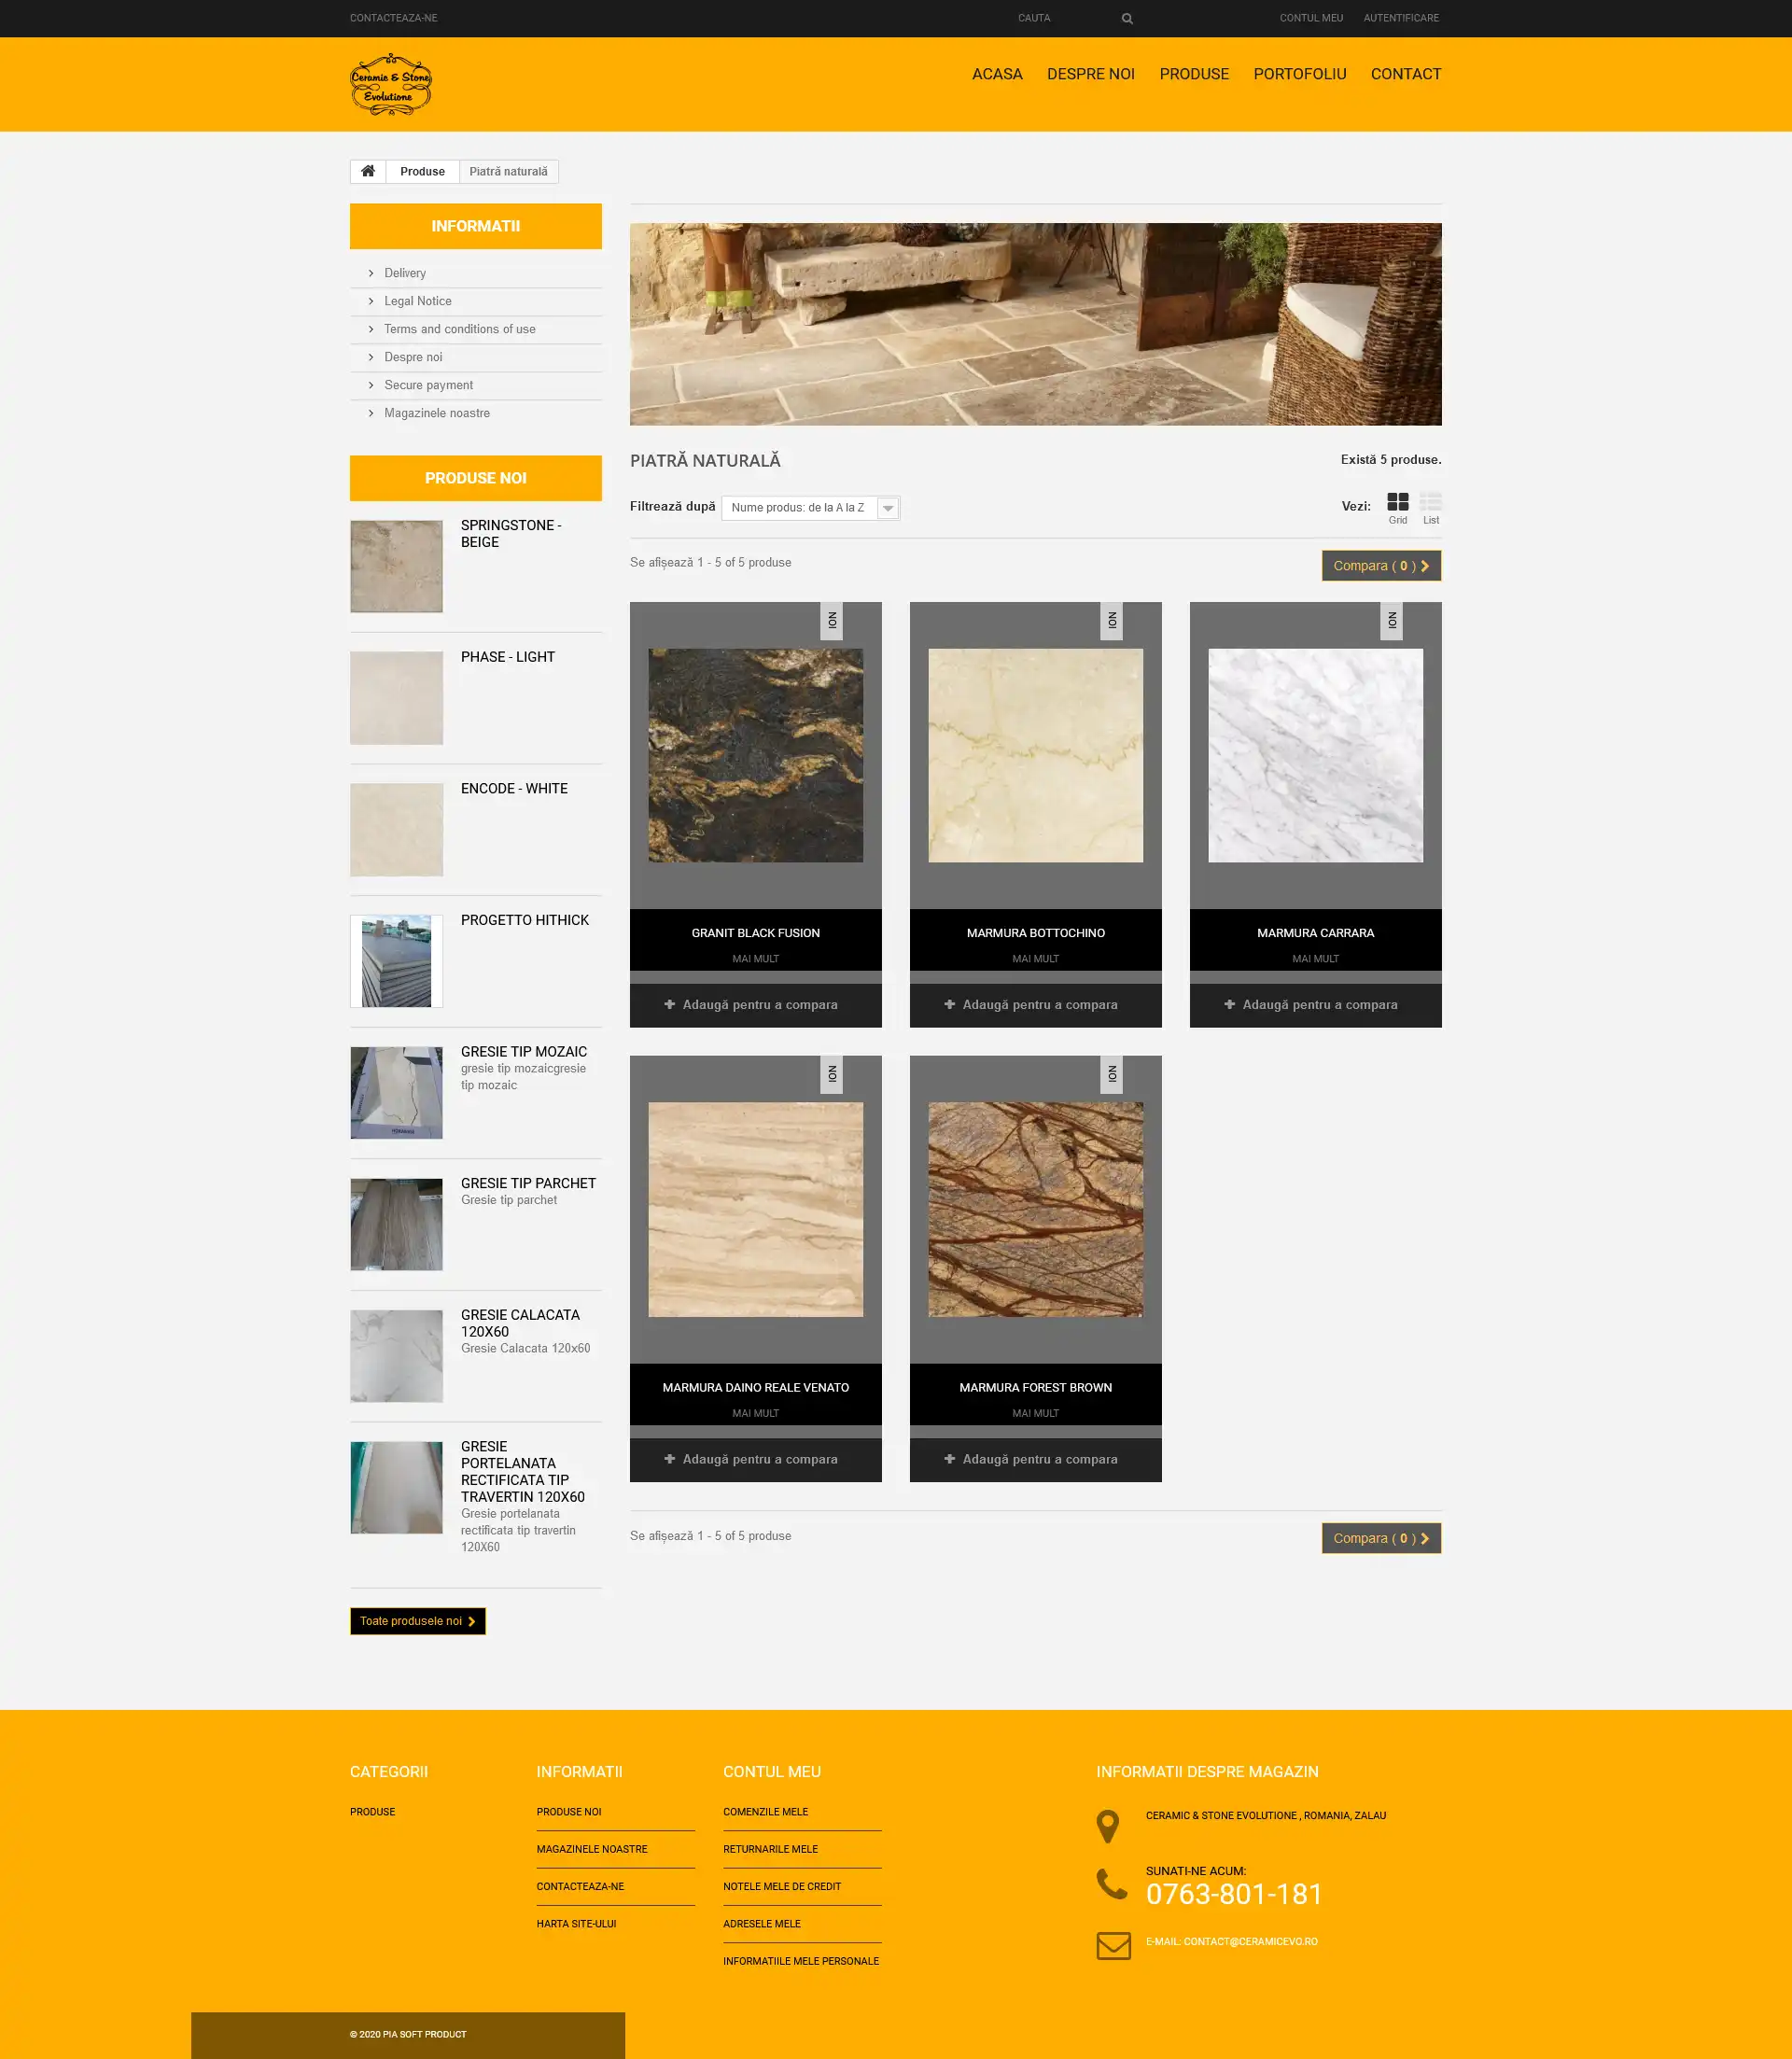 CONTACTEAZA-NE
CAUTA
CONTUL MEU
AUTENTIFICARE
Ceramic & Stone
Evolutione
ACASA
DESPRE NOI
PRODUSE
PORTOFOLIU
CONTACT
Produse
Piatră naturală
INFORMATII
Delivery
Legal Notice
Terms and conditions of use
Despre noi
Secure payment
Magazinele noastre
PRODUSE NOI
SPRINGSTONE -
BEIGE
PHASE - LIGHT
ENCODE - WHITE
PROGETTO HITHICK
GRESIE TIP MOZAIC
gresie tip mozaicgresie
tip mozaic
GRESIE TIP PARCHET
Gresie tip parchet
GRESIE CALACATA
120X60
Gresie Calacata 120x60
GRESIE
PORTELANATA
RECTIFICATA TIP
TRAVERTIN 120X60
Gresie portelanata
rectificata tip travertin
120X60
Toate produsele noi
PIATRĂ NATURALĂ
Există 5 produse.
Filtrează după
Nume produs: de la A la Z
Vezi:
Grid
List
Se afișează 1 - 5 of 5 produse
Compara ( 0 )
NOI
GRANIT BLACK FUSION
MAI MULT
Adaugă pentru a compara
NOI
MARMURA BOTTOCHINO
MAI MULT
Adaugă pentru a compara
NOI
MARMURA CARRARA
MAI MULT
Adaugă pentru a compara
NOI
MARMURA DAINO REALE VENATO
MAI MULT
Adaugă pentru a compara
NOI
MARMURA FOREST BROWN
MAI MULT
Adaugă pentru a compara
Se afișează 1 - 5 of 5 produse
Compara ( 0 )
CATEGORII
PRODUSE
INFORMATII
PRODUSE NOI
MAGAZINELE NOASTRE
CONTACTEAZA-NE
HARTA SITE-ULUI
CONTUL MEU
COMENZILE MELE
RETURNARILE MELE
NOTELE MELE DE CREDIT
ADRESELE MELE
INFORMATIILE MELE PERSONALE
INFORMATII DESPRE MAGAZIN
CERAMIC & STONE EVOLUTIONE , ROMANIA, ZALAU
SUNATI-NE ACUM:
0763-801-181
E-MAIL: CONTACT@CERAMICEVO.RO
© 2020 PIA SOFT PRODUCT